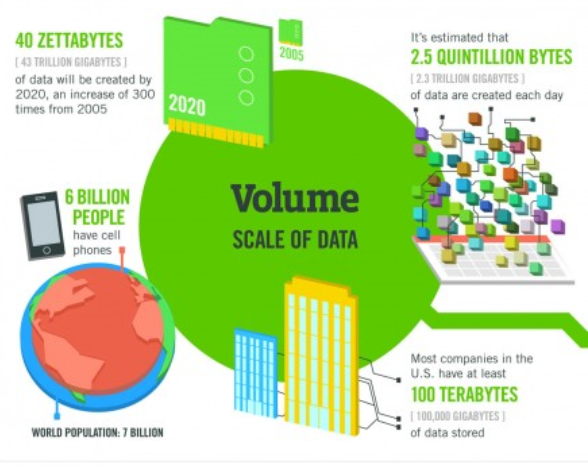 40 ZETTABYTES
[ 43 TRILLION GIGABYTES ]
of data will be created by
2020, an increase of 300
times from 2005
2020
2005
It's estimated that
2.5 QUINTILLION BYTES
[ 2.3 TRILLION GIGABYTES ]
of data are created each day
6 BILLION
PEOPLE
have cell
phones
Volume
SCALE OF DATA
WORLD POPULATION: 7 BILLION
Most companies in the
U.S. have at least
100 TERABYTES
[ 100,000 GIGABYTES ]
of data stored